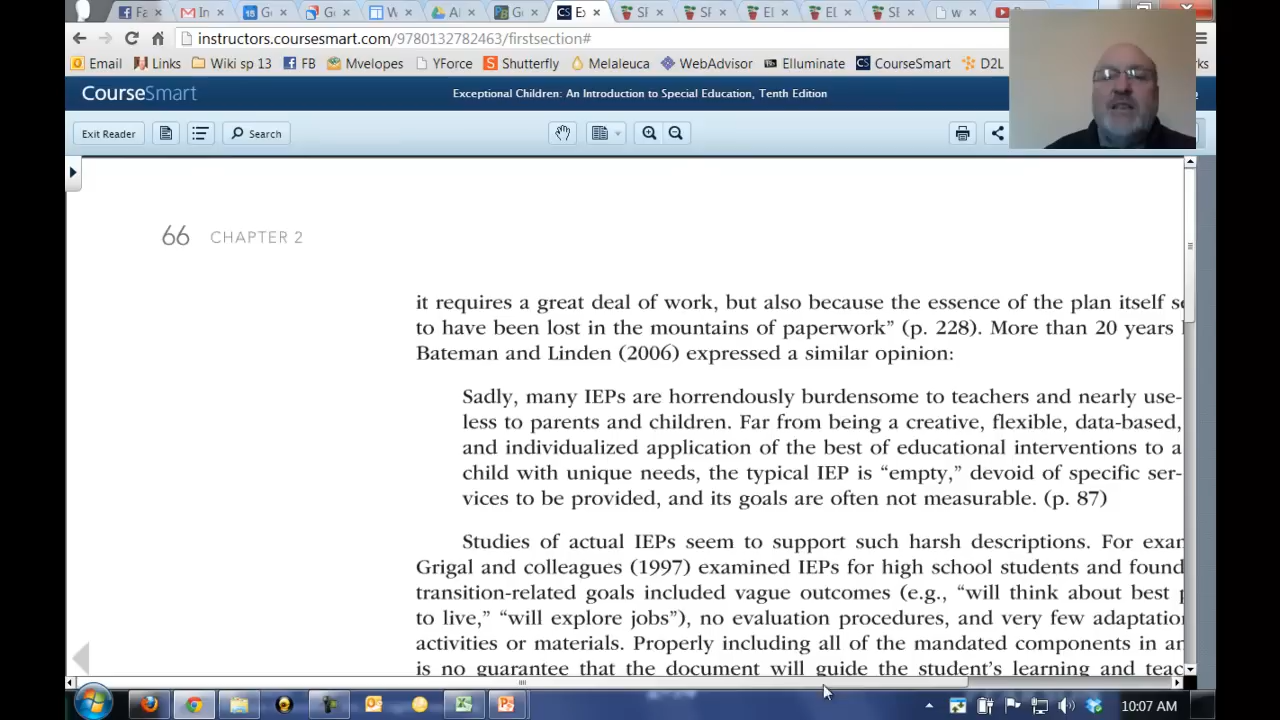 Fa
In
G
G
W
A
G
E
SF
SF
El
EL
SE
w
instructors.coursesmart.com/9780132782463/firstsection#
Email Links Wiki sp 13 FB Mvelopes YForce Shutterfly Melaleuca WebAdvisor Elluminate CourseSmart D2L
CourseSmart Exceptional Children: An Introduction to Special Education, Tenth Edition
Exit Reader Search
66 CHAPTER 2
it requires a great deal of work, but also because the essence of the plan itself se
to have been lost in the mountains of paperwork” (p. 228). More than 20 years
Bateman and Linden (2006) expressed a similar opinion:
Sadly, many IEPs are horrendously burdensome to teachers and nearly use-
less to parents and children. Far from being a creative, flexible, data-based,
and individualized application of the best of educational interventions to a
child with unique needs, the typical IEP is “empty,” devoid of specific ser-
vices to be provided, and its goals are often not measurable. (p. 87)
Studies of actual IEPs seem to support such harsh descriptions. For exam
Grigal and colleagues (1997) examined IEPs for high school students and found
transition-related goals included vague outcomes (e.g., “will think about best p
to live,” “will explore jobs”), no evaluation procedures, and very few adaptation
activities or materials. Properly including all of the mandated components in an
is no guarantee that the document will guide the student’s learning and teac
10:07 AM